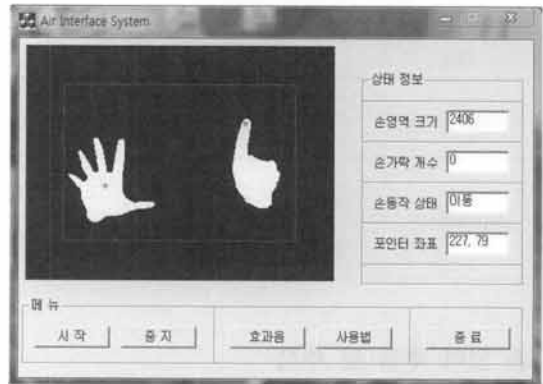 Air Interface System
상태 정보
손영역 크기 2406
손가락 개수 0
손동작 상태 이동
포인터 좌표 227, 79
메 뉴
시 작 중 지 효과음 사용법 종 료